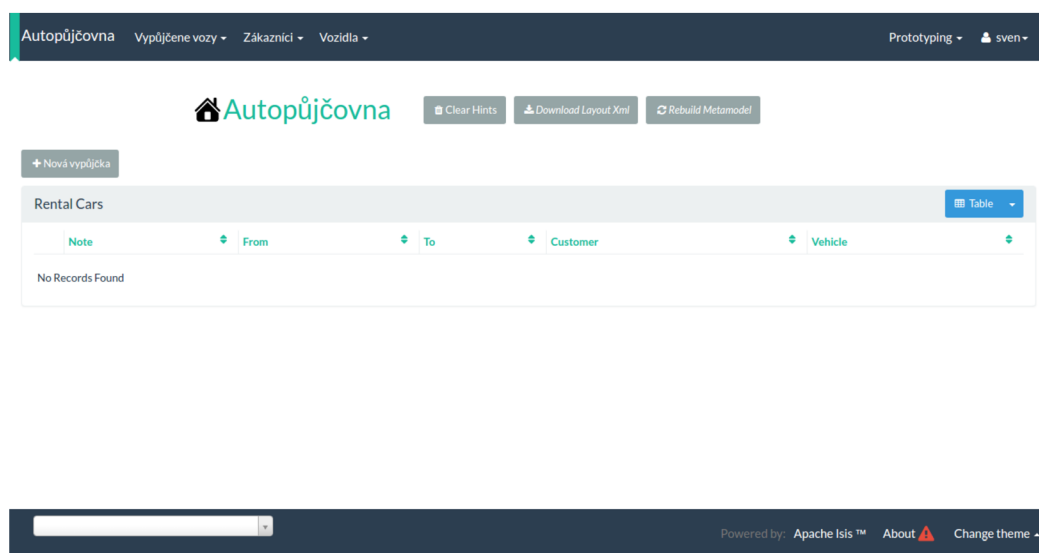 Autopůjčovna Vypůjčene vozy Zákazníci Vozidla Prototyping sven
Autopůjčovna Clear Hints Download Layout Xml Rebuild Metamodel
Nová vypůjčka
Rental Cars Table
Note From To Customer Vehicle
No Records Found
Powered by: Apache Isis ™ About Change theme